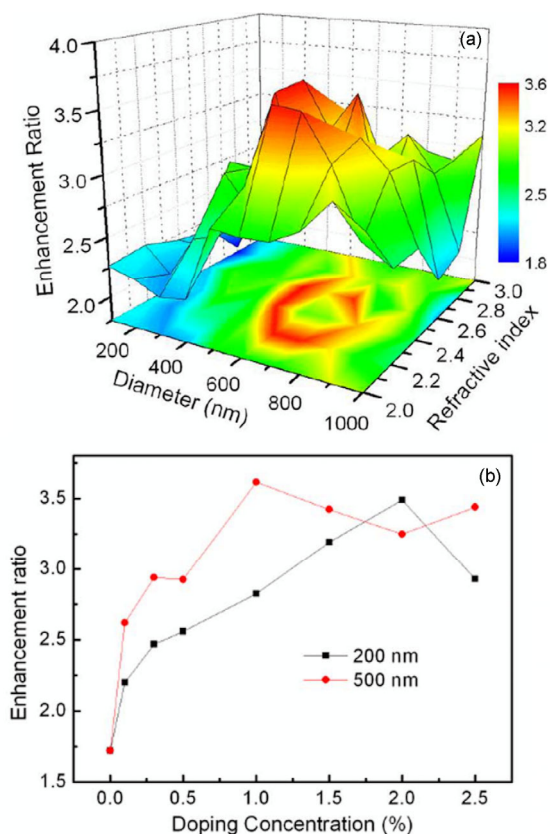 (a)
4.0
3.5
3.0
2.5
2.0
Enhancement Ratio
3.6
3.2
2.5
1.8
200
400
600
800
1000
Diameter (nm)
2.0
2.2
2.4
2.6
2.8
3.0
Refractive index
(b)
3.5
3.0
2.5
2.0
1.5
Enhancement ratio
200 nm
500 nm
0.0 0.5 1.0 1.5 2.0 2.5
Doping Concentration (%)